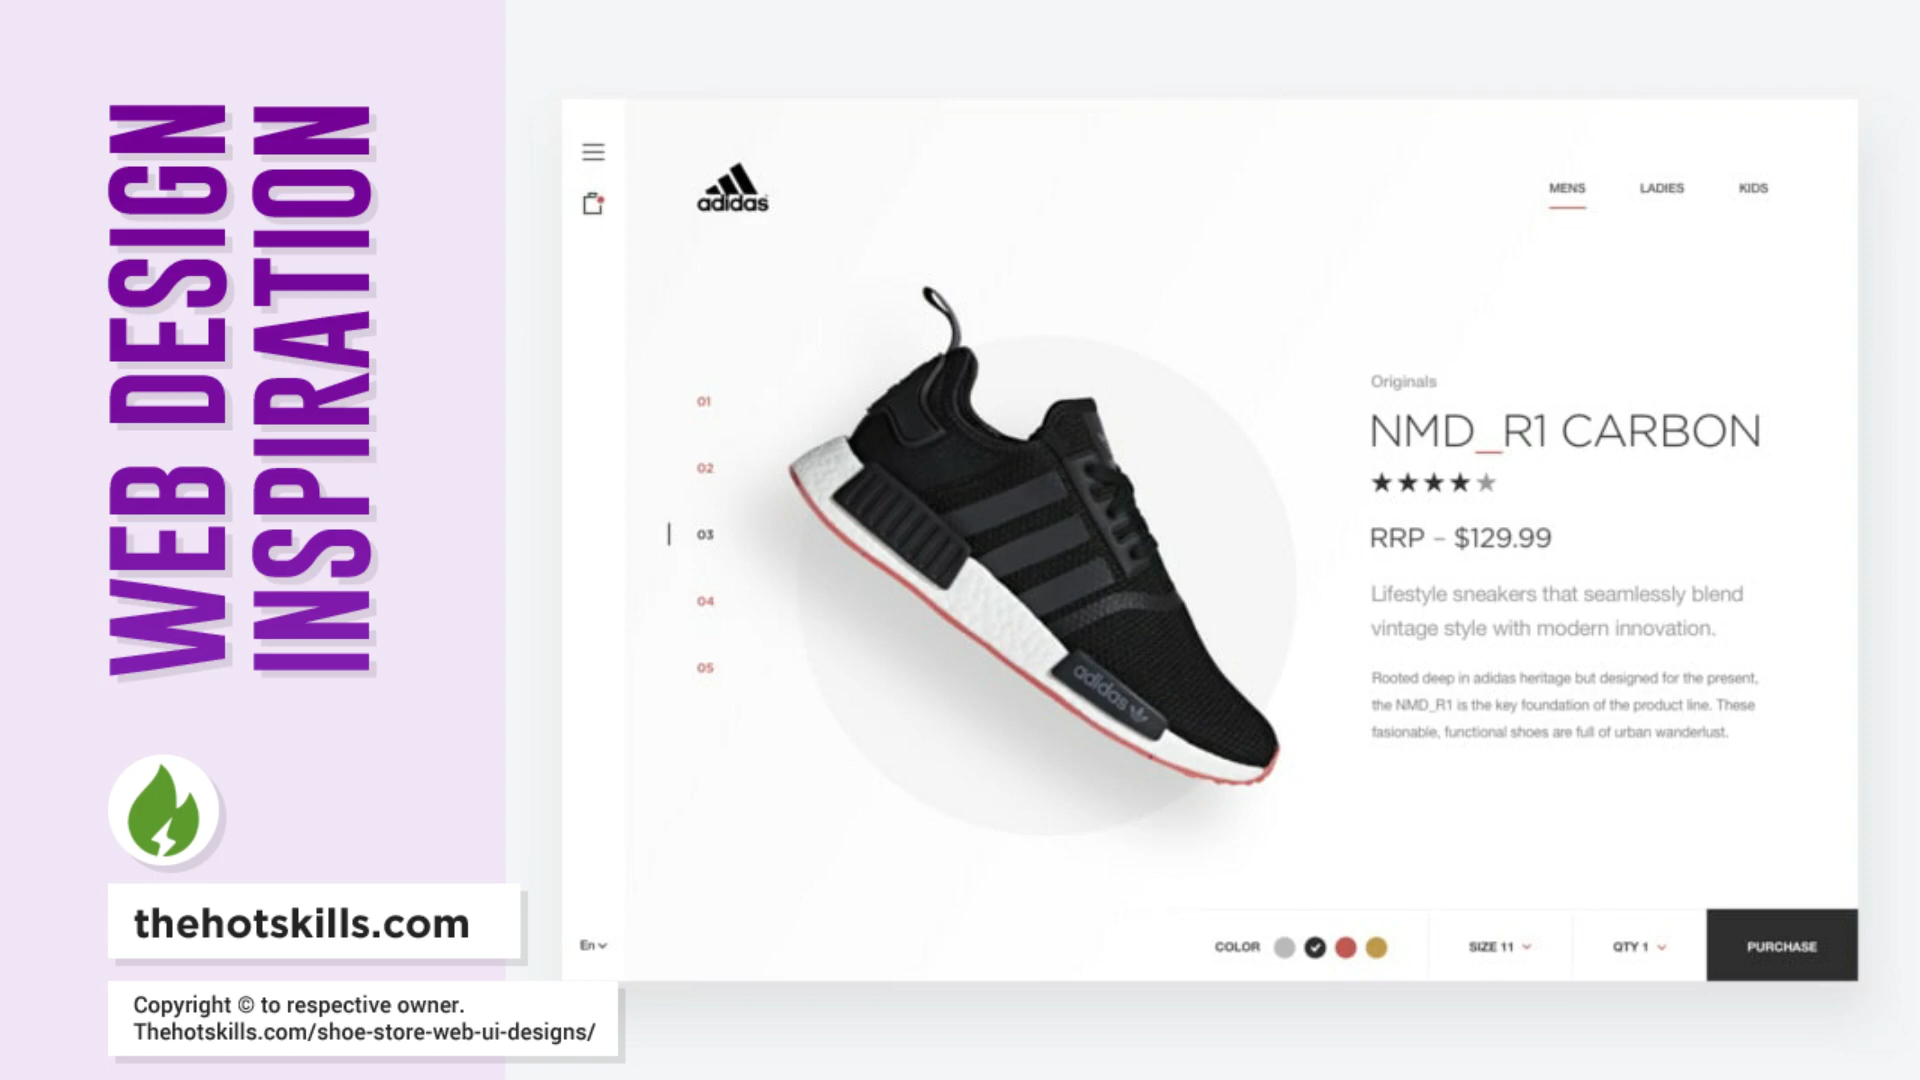 WEB DESIGN
INSPIRATION
thehotskills.com
Copyright © to respective owner.
Thehotskills.com/shoe-store-web-ui-designs/
adidas
MENS
LADIES
KIDS
01
02
03
04
05
adidas
Originals
NMD_R1 CARBON
RRP – $129.99
Lifestyle sneakers that seamlessly blend
vintage style with modern innovation.
Rooted deep in adidas heritage but designed for the present,
the NMD_R1 is the key foundation of the product line. These
fasionable, functional shoes are full of urban wanderlust.
En
COLOR
SIZE 11
QTY 1
PURCHASE